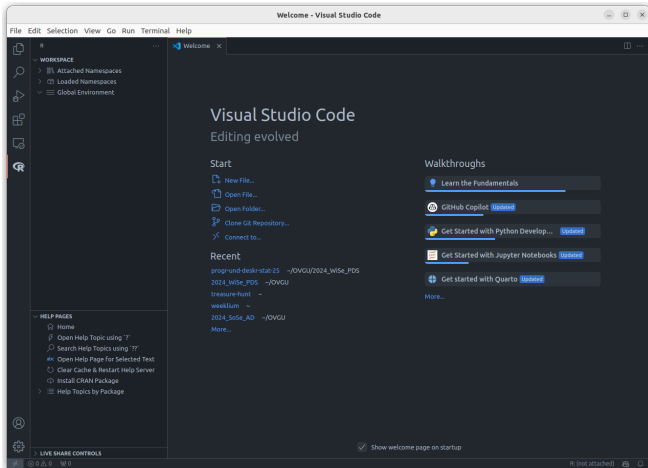 Welcome - Visual Studio Code
File Edit Selection View Go Run Terminal Help
R
Welcome
WORKSPACE
Attached Namespaces
Loaded Namespaces
Global Environment
Visual Studio Code
Editing evolved
Start
New File...
Open File...
Open Folder...
Clone Git Repository...
Connect to...
Recent
progr-und-deskr-stat-25 ~/OVGU/2024_WiSe_PDS
2024_WiSe_PDS ~/OVGU
treasure-hunt ~
weeklium ~
2024_SoSe_AO ~/OVGU
More...
Walkthroughs
Learn the Fundamentals
GitHub Copilot Updated
Get Started with Python Develop... Updated
Get Started with Jupyter Notebooks Updated
Get started with Quarto Updated
More...
HELP PAGES
Home
Open Help Topic using `?`
Search Help Topics using `??`
abc Open Help Page for Selected Text
Clear Cache & Restart Help Server
Install CRAN Package
Help Topics by Package
LIVE SHARE CONTROLS
Show welcome page on startup
0 0 0
R: (not attached)